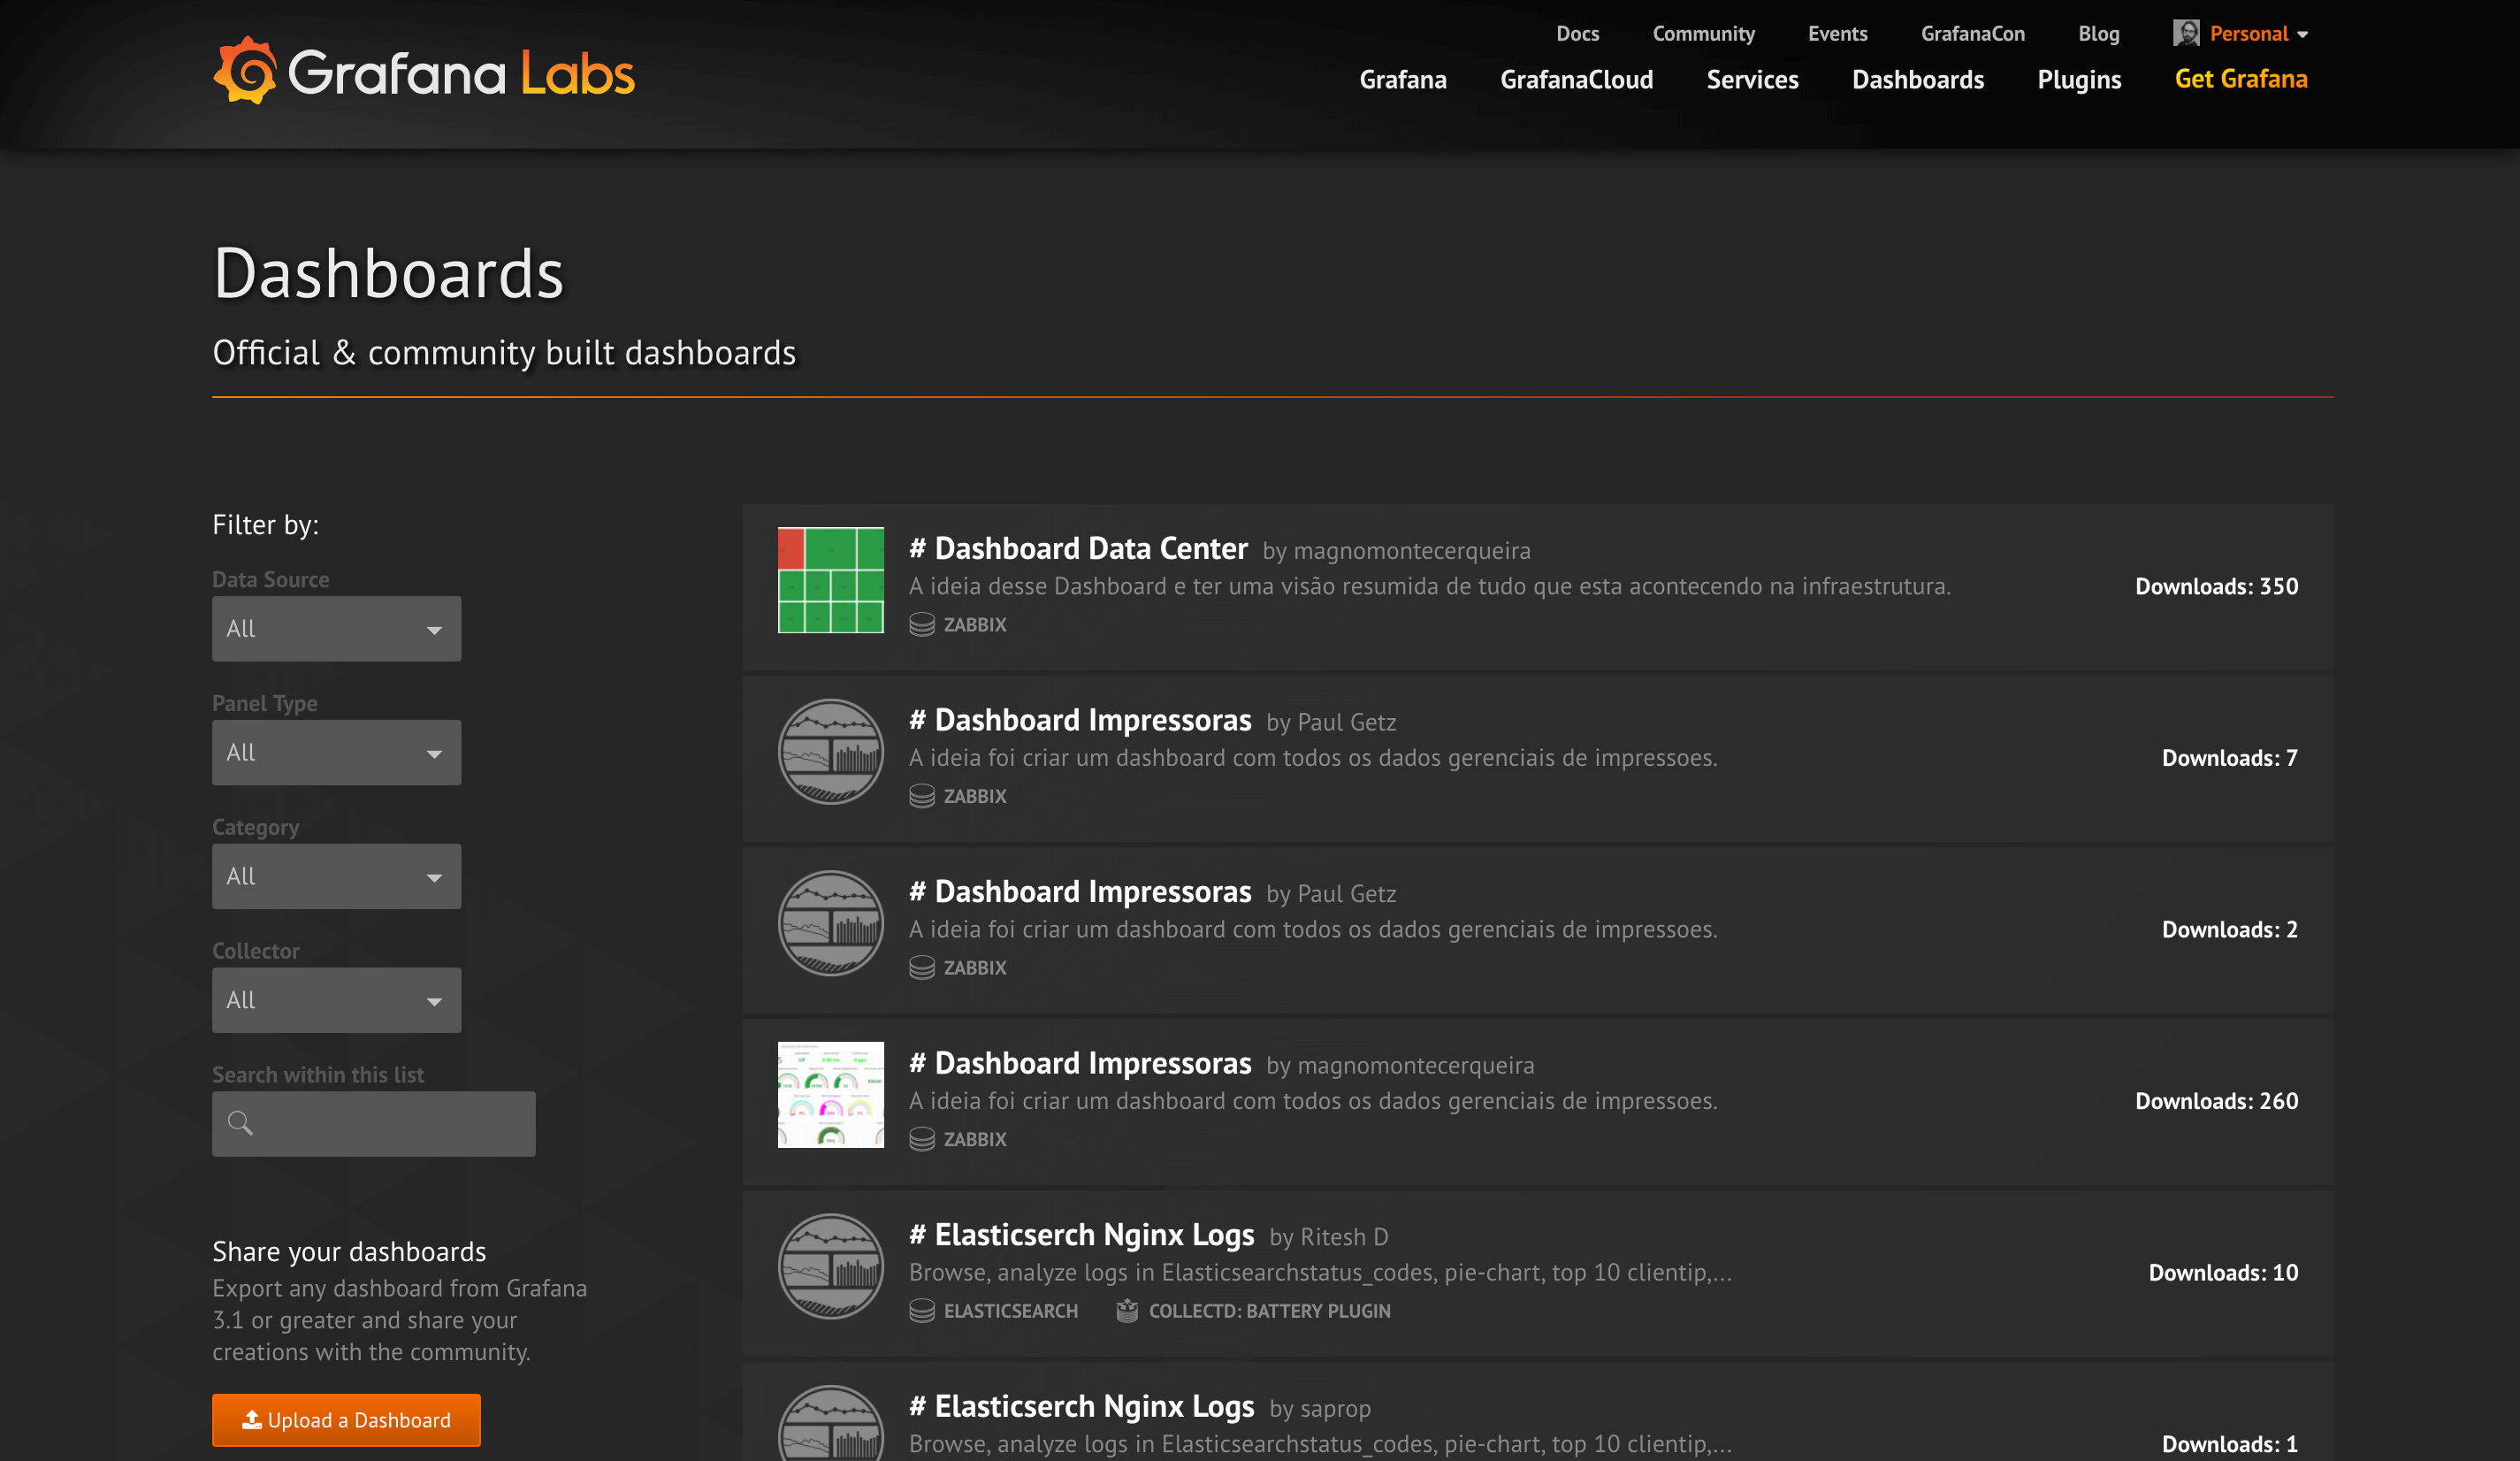 Docs Community Events GrafanaCon Blog Personal
Grafana Labs
Grafana GrafanaCloud Services Dashboards Plugins Get Grafana
Dashboards
Official & community built dashboards
Filter by:
Data Source
All
Panel Type
All
Category
All
Collector
All
Search within this list
Share your dashboards
Export any dashboard from Grafana
3.1 or greater and share your
creations with the community.
Upload a Dashboard
# Dashboard Data Center by magnomontecerqueira
A ideia desse Dashboard e ter uma visão resumida de tudo que esta acontecendo na infraestrutura.
Downloads: 350
ZABBIX
# Dashboard Impressoras by Paul Getz
A ideia foi criar um dashboard com todos os dados gerenciais de impressoes.
Downloads: 7
ZABBIX
# Dashboard Impressoras by Paul Getz
A ideia foi criar um dashboard com todos os dados gerenciais de impressoes.
Downloads: 2
ZABBIX
# Dashboard Impressoras by magnomontecerqueira
A ideia foi criar um dashboard com todos os dados gerenciais de impressoes.
Downloads: 260
ZABBIX
# Elasticserch Nginx Logs by Ritesh D
Browse, analyze logs in Elasticsearchstatus_codes, pie-chart, top 10 clientip,...
Downloads: 10
ELASTICSEARCH COLLECTD: BATTERY PLUGIN
# Elasticserch Nginx Logs by saprop
Browse, analyze logs in Elasticsearchstatus_codes, pie-chart, top 10 clientip,...
Downloads: 1